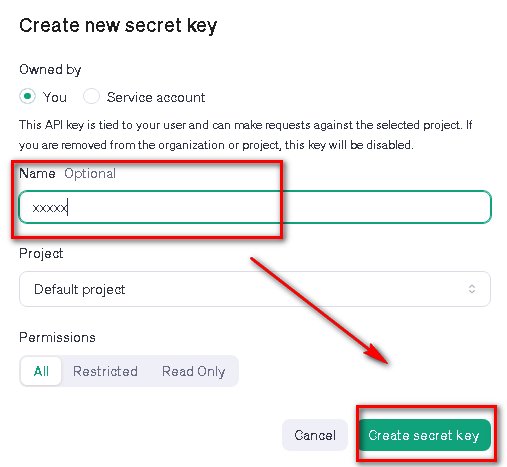 Create new secret key
Owned by
You Service account
This API key is tied to your user and can make requests against the selected project. If
you are removed from the organization or project, this key will be disabled.
Name Optional
xxxxx
Project
Default project
Permissions
All Restricted Read Only
Cancel Create secret key